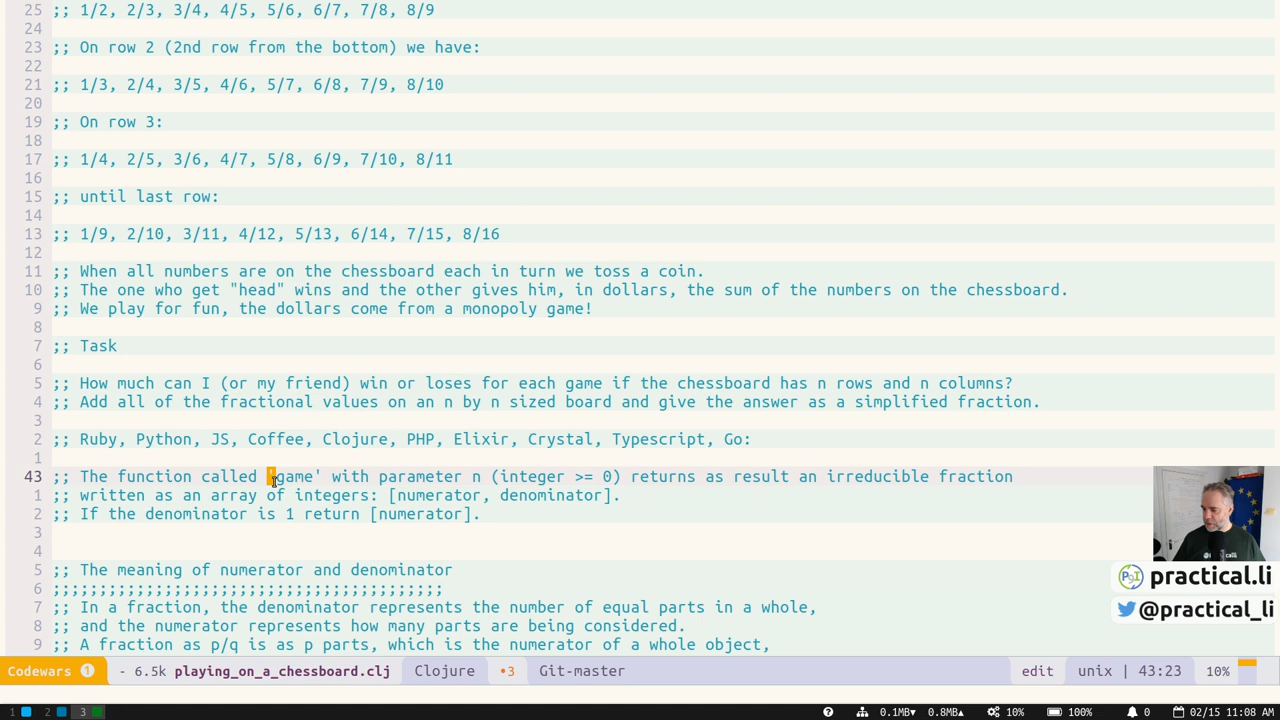 25 ;; 1/2, 2/3, 3/4, 4/5, 5/6, 6/7, 7/8, 8/9
24
23 ;; On row 2 (2nd row from the bottom) we have:
22
21 ;; 1/3, 2/4, 3/5, 4/6, 5/7, 6/8, 7/9, 8/10
20
19 ;; On row 3:
18
17 ;; 1/4, 2/5, 3/6, 4/7, 5/8, 6/9, 7/10, 8/11
16
15 ;; until last row:
14
13 ;; 1/9, 2/10, 3/11, 4/12, 5/13, 6/14, 7/15, 8/16
12
11 ;; When all numbers are on the chessboard each in turn we toss a coin.
10 ;; The one who get "head" wins and the other gives him, in dollars, the sum of the numbers on the chessboard.
9 ;; We play for fun, the dollars come from a monopoly game!
8
7 ;; Task
6
5 ;; How much can I (or my friend) win or loses for each game if the chessboard has n rows and n columns?
4 ;; Add all of the fractional values on an n by n sized board and give the answer as a simplified fraction.
3
2 ;; Ruby, Python, JS, Coffee, Clojure, PHP, Elixir, Crystal, Typescript, Go:
1
43 ;; The function called 'game' with parameter n (integer >= 0) returns as result an irreducible fraction
1 ;; written as an array of integers: [numerator, denominator].
2 ;; If the denominator is 1 return [numerator].
3
4
5 ;; The meaning of numerator and denominator
6 ;;;;;;;;;;;;;;;;;;;;;;;;;;;;;;;;;;;;;;;;;;
7 ;; In a fraction, the denominator represents the number of equal parts in a whole,
8 ;; and the numerator represents how many parts are being considered.
9 ;; A fraction as p/q is as p parts, which is the numerator of a whole object,
practical.li
@practical_li
Codewars 1 - 6.5k playing_on_a_chessboard.clj Clojure •3 Git-master edit unix | 43:23 10%
1 2 3 0.1MB▾ 0.8MB▴ 10% 100% 0 02/15 11:08 AM